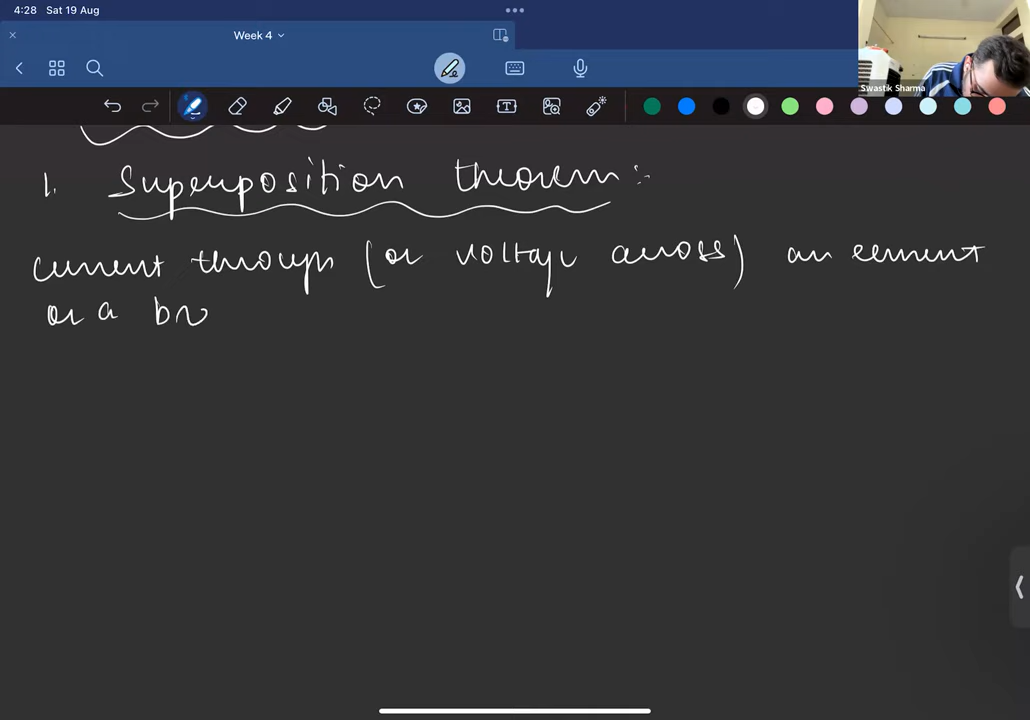 4:28 Sat 19 Aug
Week 4
Swastik Sharma
1. Superposition theorem :
current through (or voltage across) an element
or a br